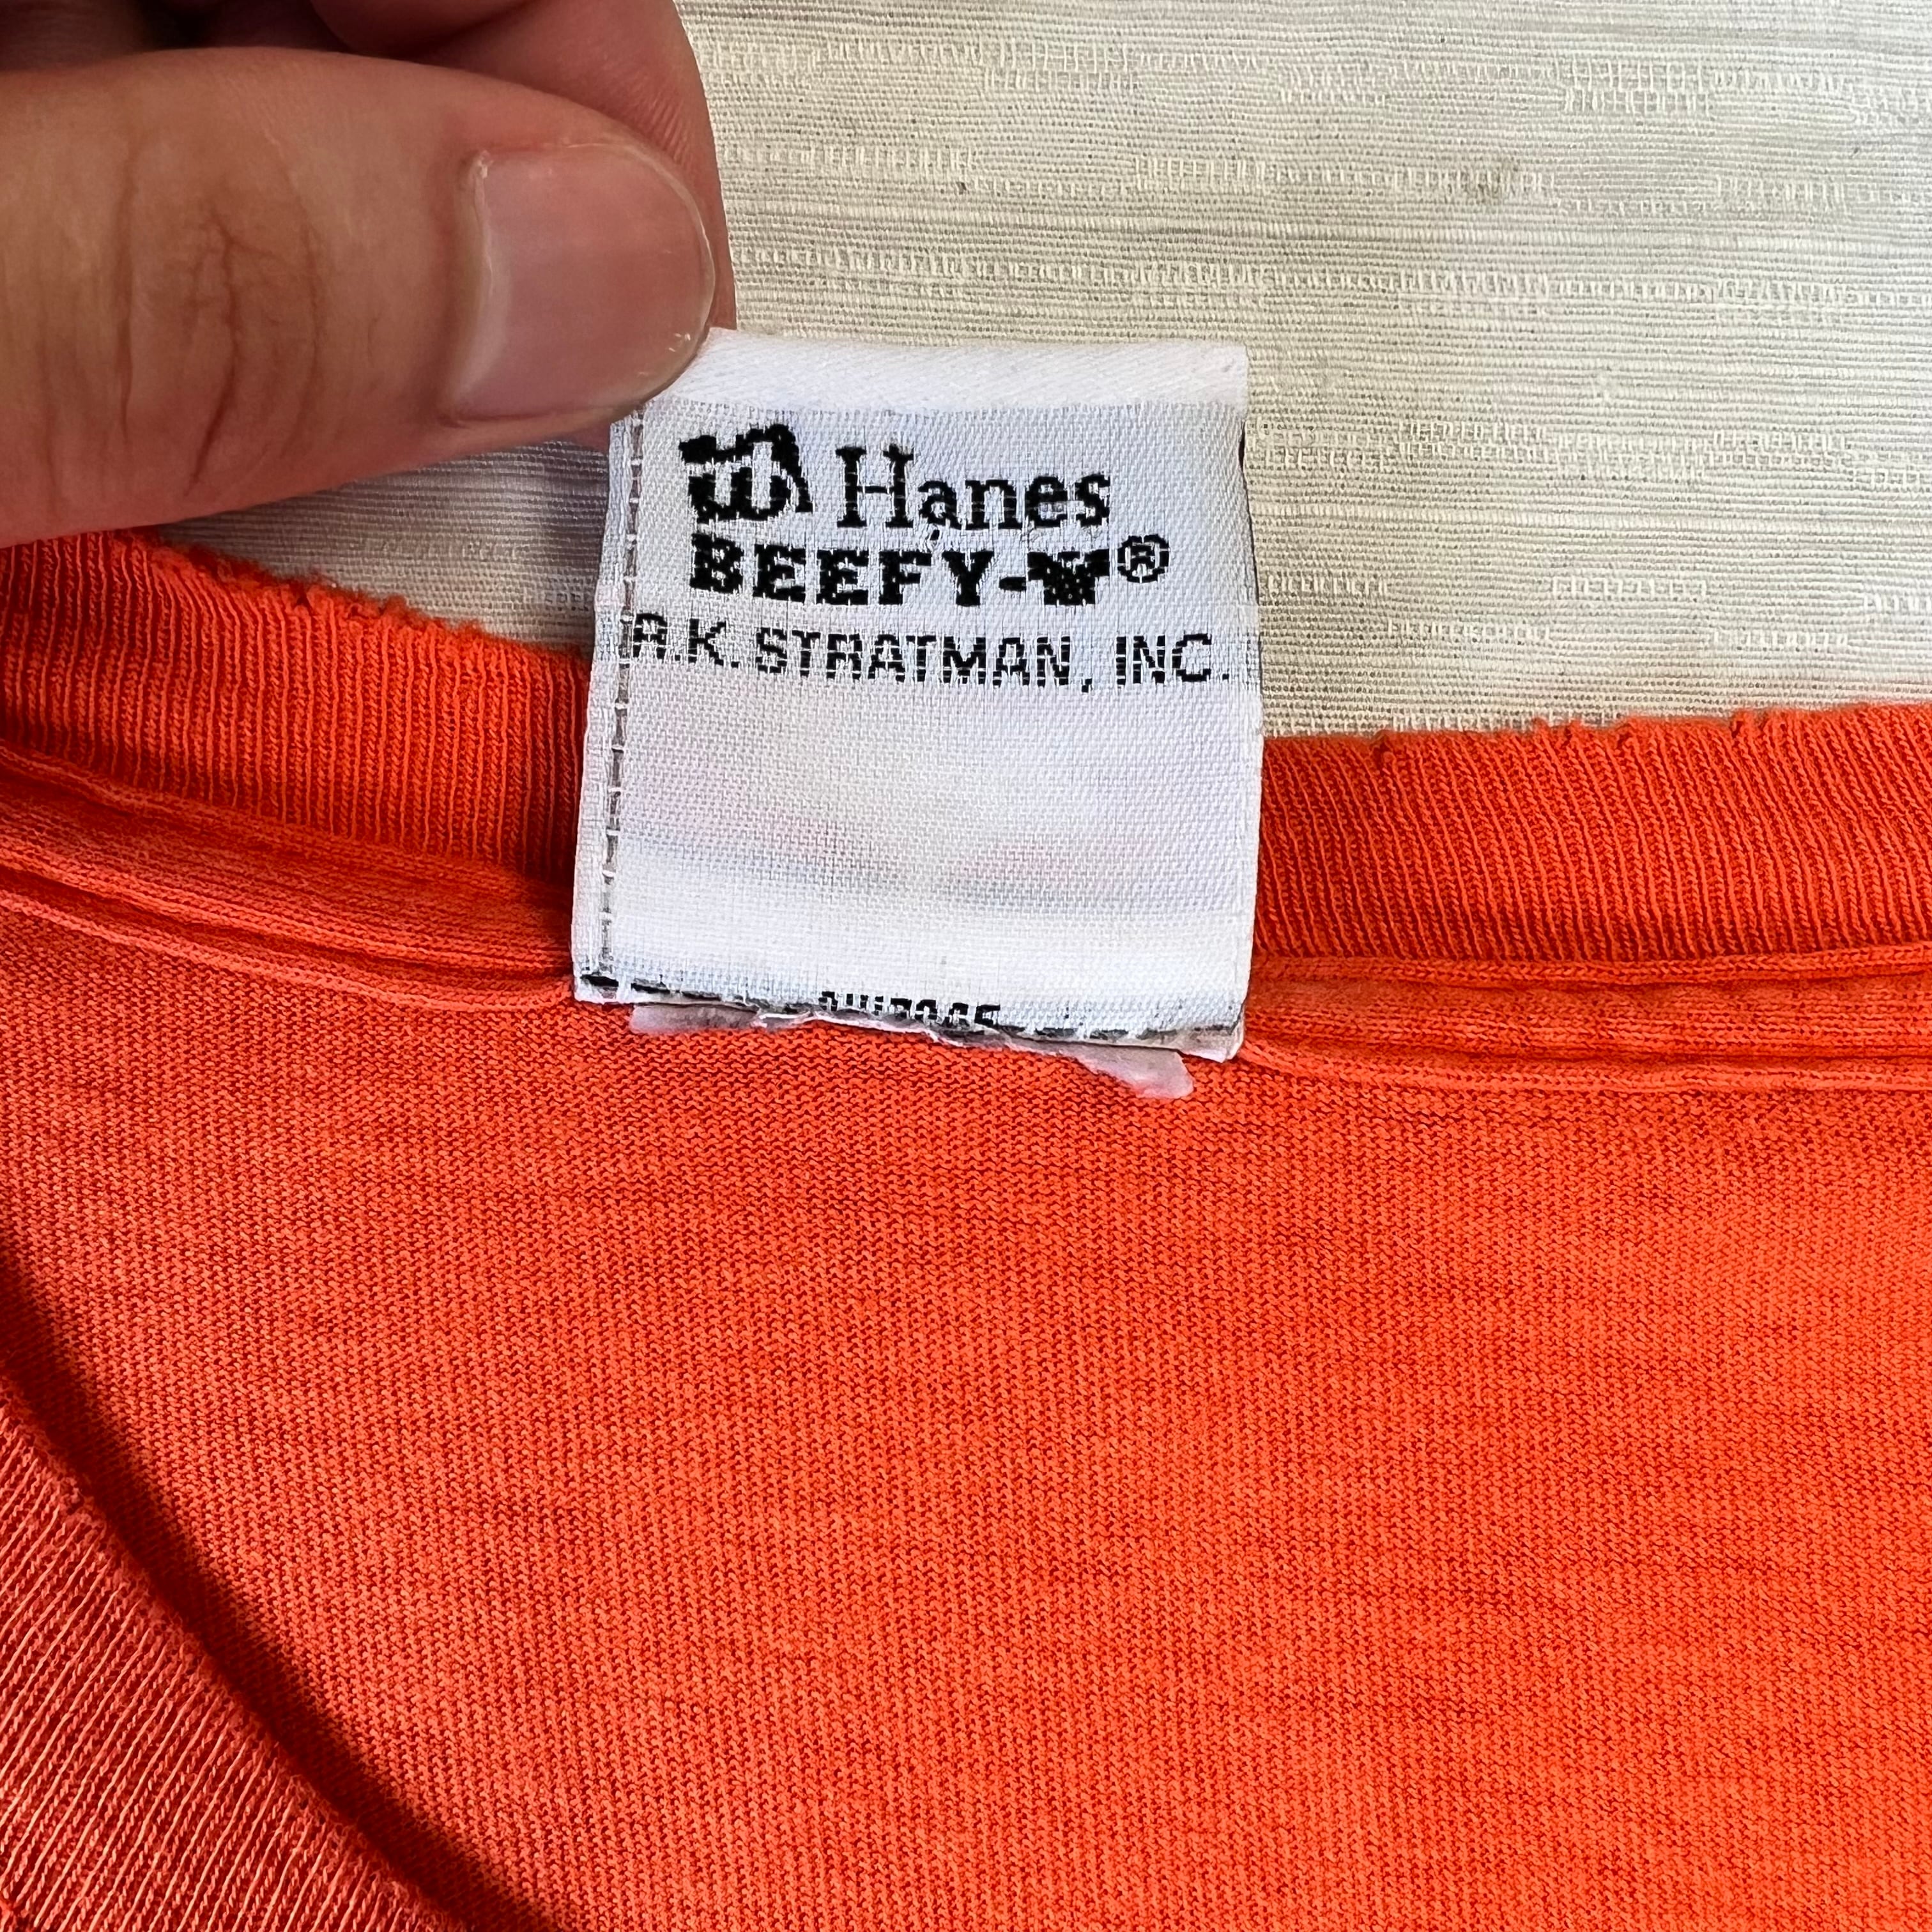 Hanes
BEEFY-T®
R.K. STRATMAN, INC.